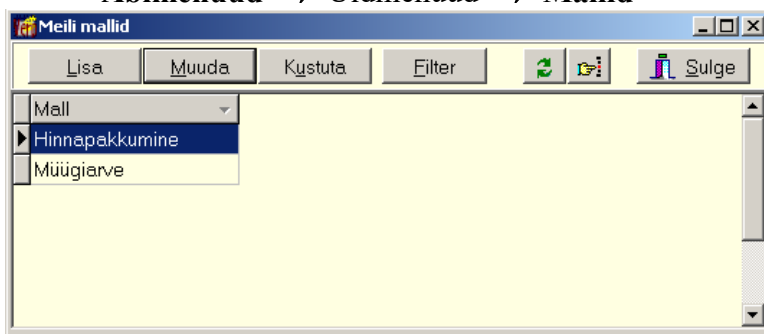 Meili mallid
Lisa Muuda Kustuta Filter Sulge
Mall
Hinnapakkumine
Müügiarve